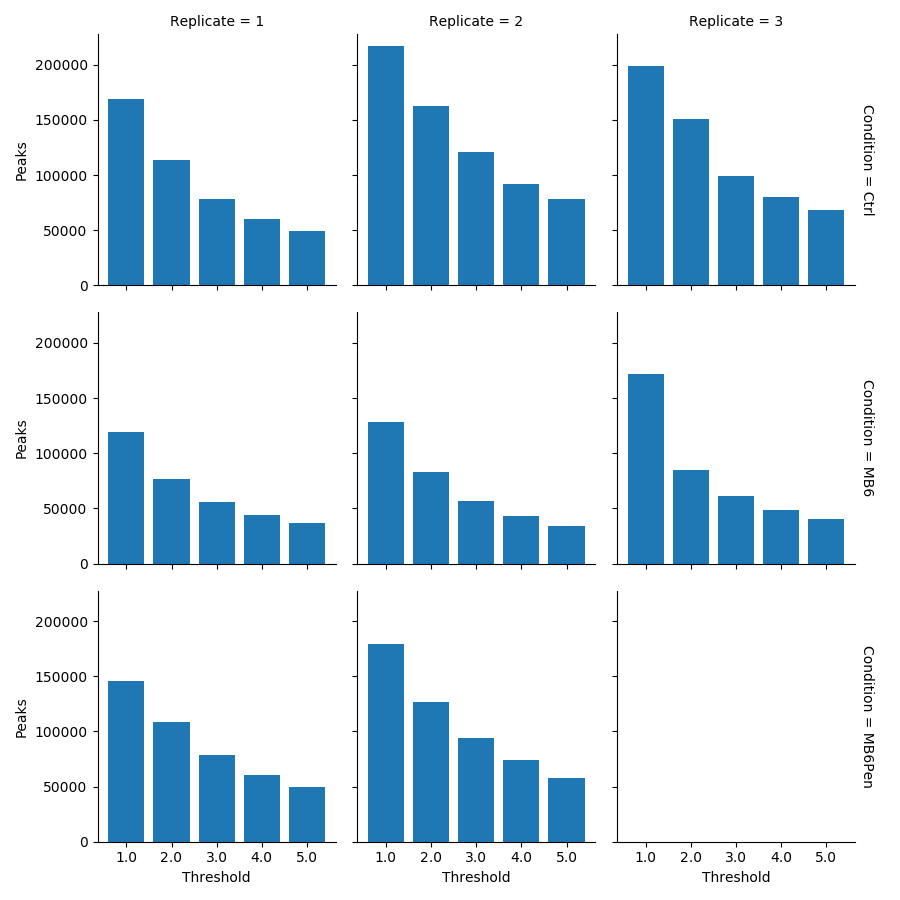 Replicate = 1
Replicate = 2
Replicate = 3
200000
150000
100000
50000
0
Peaks
Condition = Ctrl
200000
150000
100000
50000
0
Peaks
Condition = MB6
200000
150000
100000
50000
0
Peaks
Condition = MB6Pen
1.0 2.0 3.0 4.0 5.0
1.0 2.0 3.0 4.0 5.0
1.0 2.0 3.0 4.0 5.0
Threshold
Threshold
Threshold